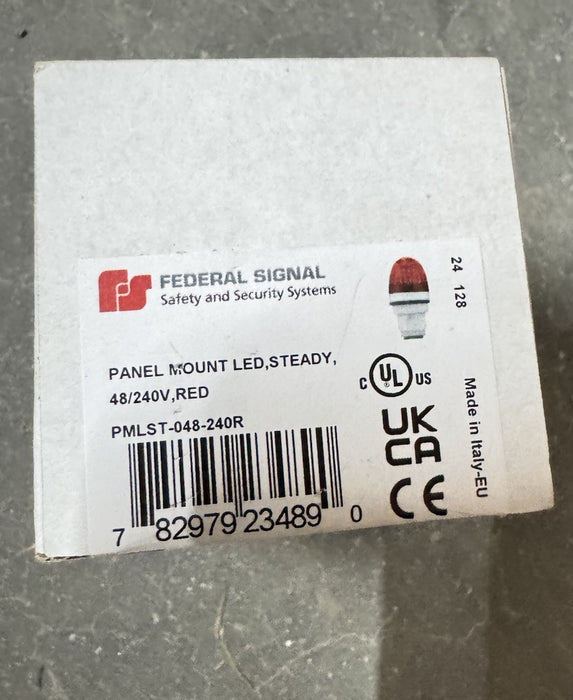 FEDERAL SIGNAL
Safety and Security Systems
24 128
PANEL MOUNT LED,STEADY,
48/240V,RED
PMLST-048-240R
7 82979 23489 0
C UL US
UK
CA
CE
Made in Italy-EU